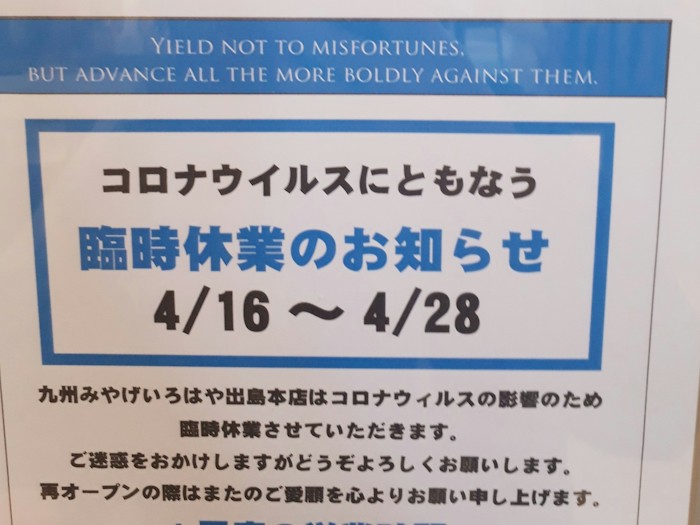 YIELD NOT TO MISFORTUNES,
BUT ADVANCE ALL THE MORE BOLDLY AGAINST THEM.
コロナウイルスにともなう
臨時休業のお知らせ
4/16 ～ 4/28
九州みやげいろはや出島本店はコロナウィルスの影響のため
臨時休業させていただきます。
ご迷惑をおかけしますがどうぞよろしくお願いします。
再オープンの際はまたのご愛顧を心よりお願い申し上げます。